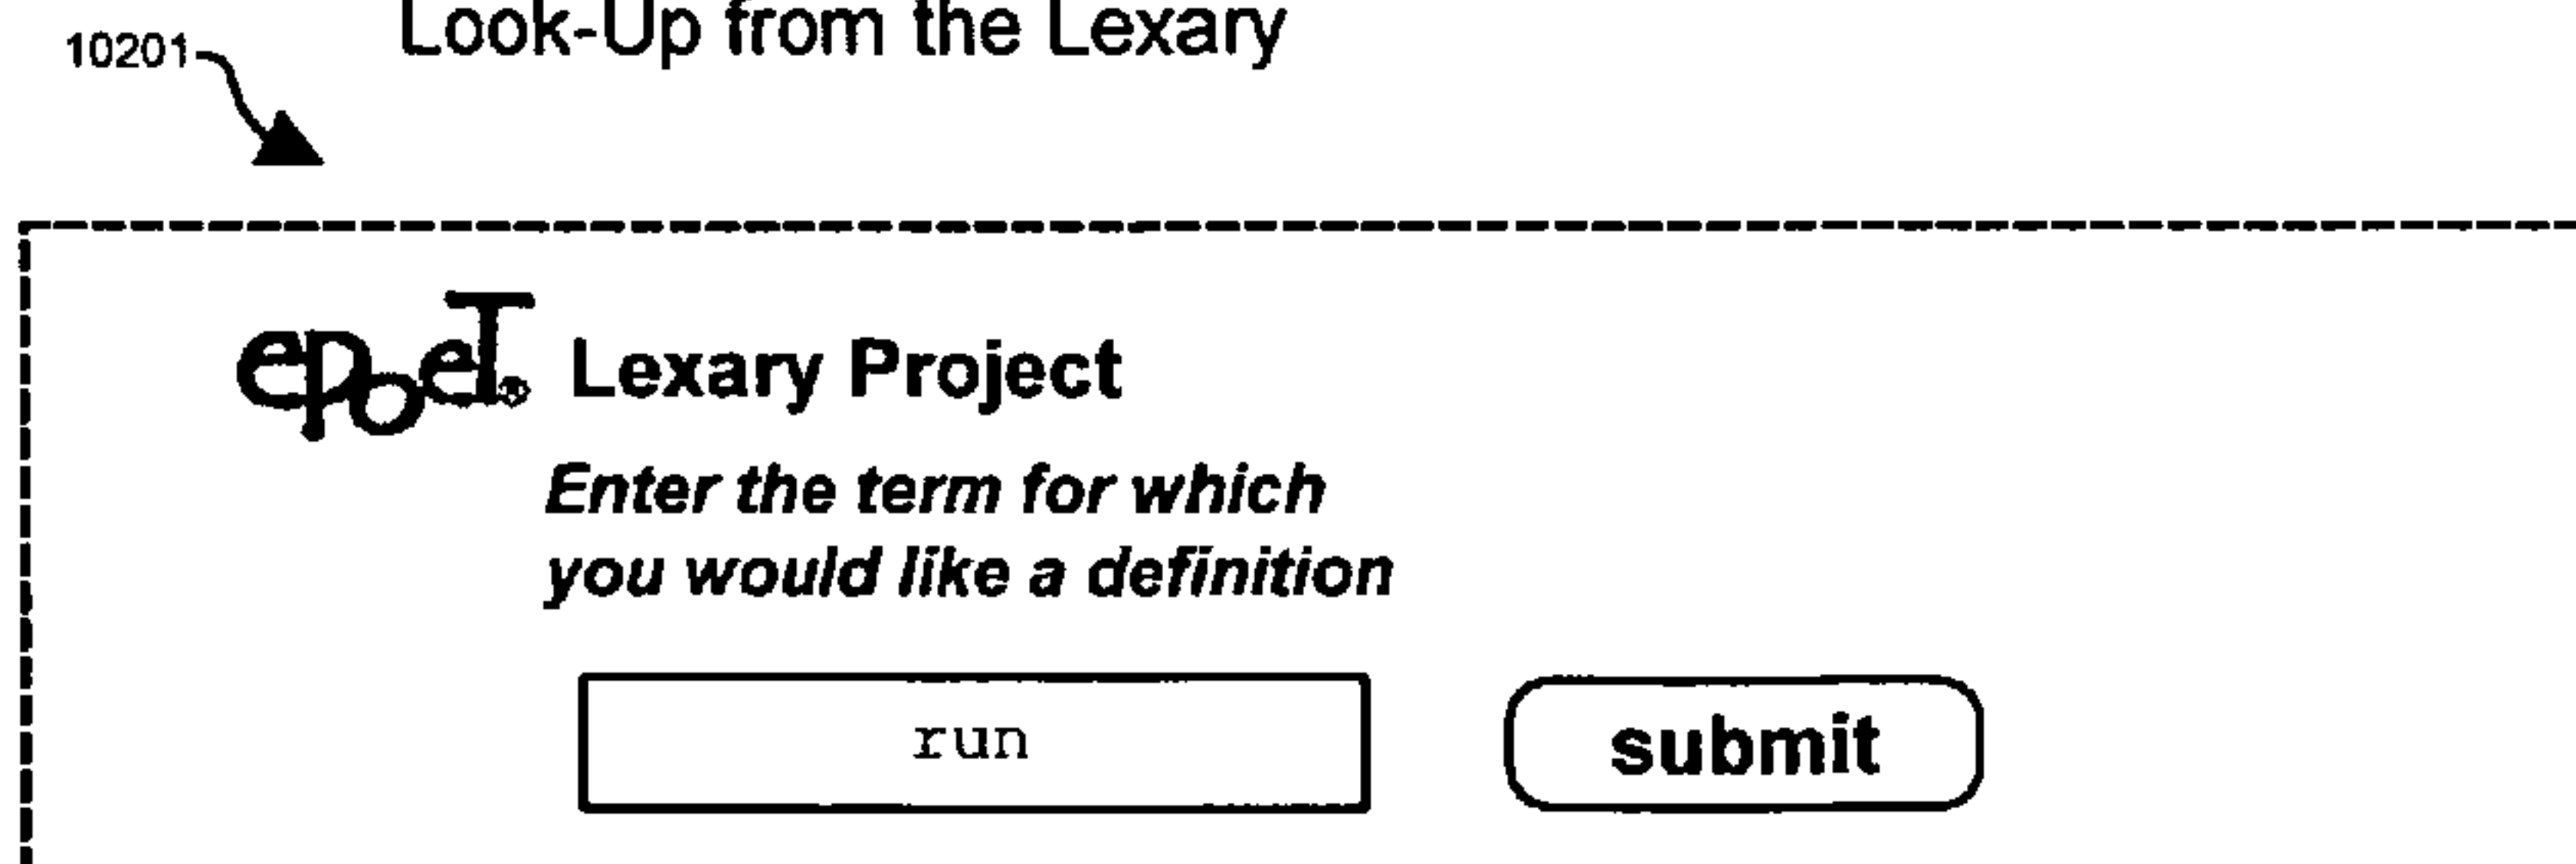 Look-Up from the Lexary
10201
epoeT® Lexary Project
Enter the term for which
you would like a definition
run
submit